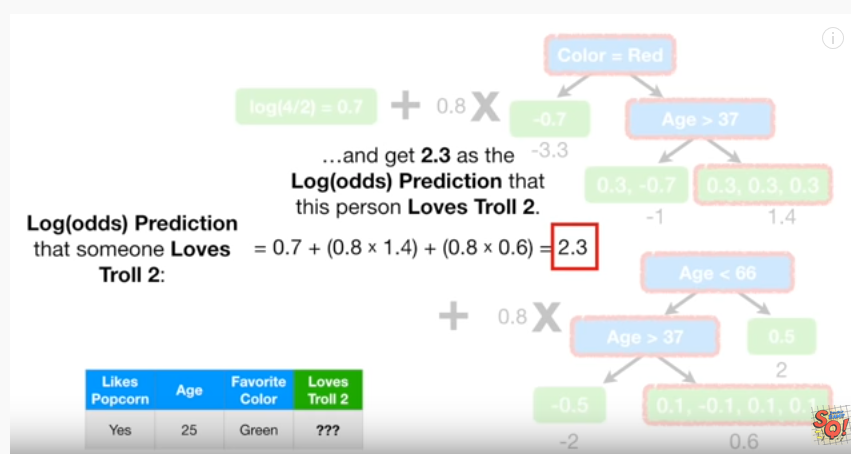 Color = Red
log(4/2) = 0.7 + 0.8 X
-0.7
Age > 37
-3.3
0.3, -0.7
0.3, 0.3, 0.3
-1
1.4
…and get 2.3 as the
Log(odds) Prediction that
this person Loves Troll 2.
Log(odds) Prediction
that someone Loves
Troll 2:
= 0.7 + (0.8 × 1.4) + (0.8 × 0.6) = 2.3
Age < 66
+ 0.8 X
Age > 37
0.5
2
-0.5
0.1, -0.1, 0.1, 0.1
-2
0.6
Likes Popcorn Age Favorite Color Loves Troll 2
Yes 25 Green ???
SQ!